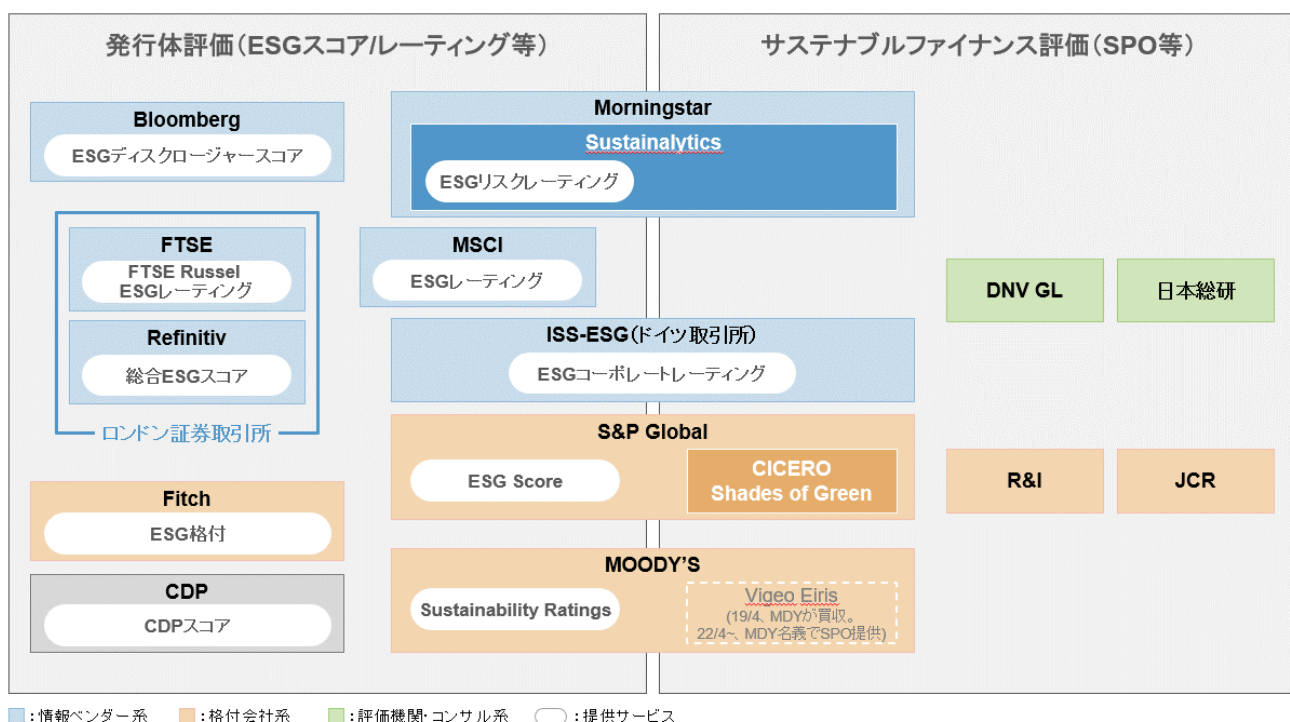 発行体評価(ESGスコア/レーティング等)
サステナブルファイナンス評価(SPO等)
Bloomberg
ESGディスクロージャースコア
Morningstar
Sustainalytics
ESGリスクレーティング
FTSE
FTSE Russel
ESGレーティング
Refinitiv
総合ESGスコア
ロンドン証券取引所
MSCI
ESGレーティング
DNV GL
日本総研
ISS-ESG(ドイツ取引所)
ESGコーポレートレーティング
S&P Global
ESG Score
CICERO
Shades of Green
R&I
JCR
Fitch
ESG格付
MOODY'S
Sustainability Ratings
Vigeo Eiris
(19/4、MDYが買収。
22/4~、MDY名義でSPO提供)
CDP
CDPスコア
:情報ベンダー系
:格付会社系
:評価機関・コンサル系
:提供サービス